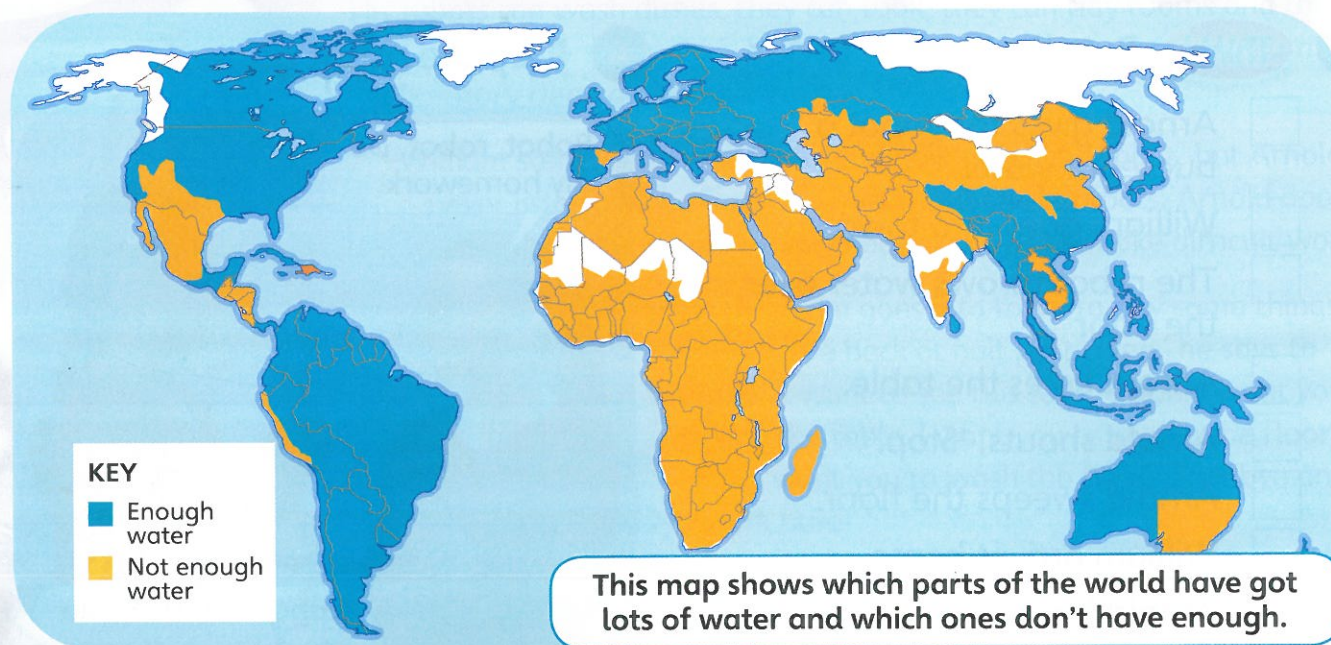 KEY
Enough
water
Not enough
water
This map shows which parts of the world have got
lots of water and which ones don't have enough.